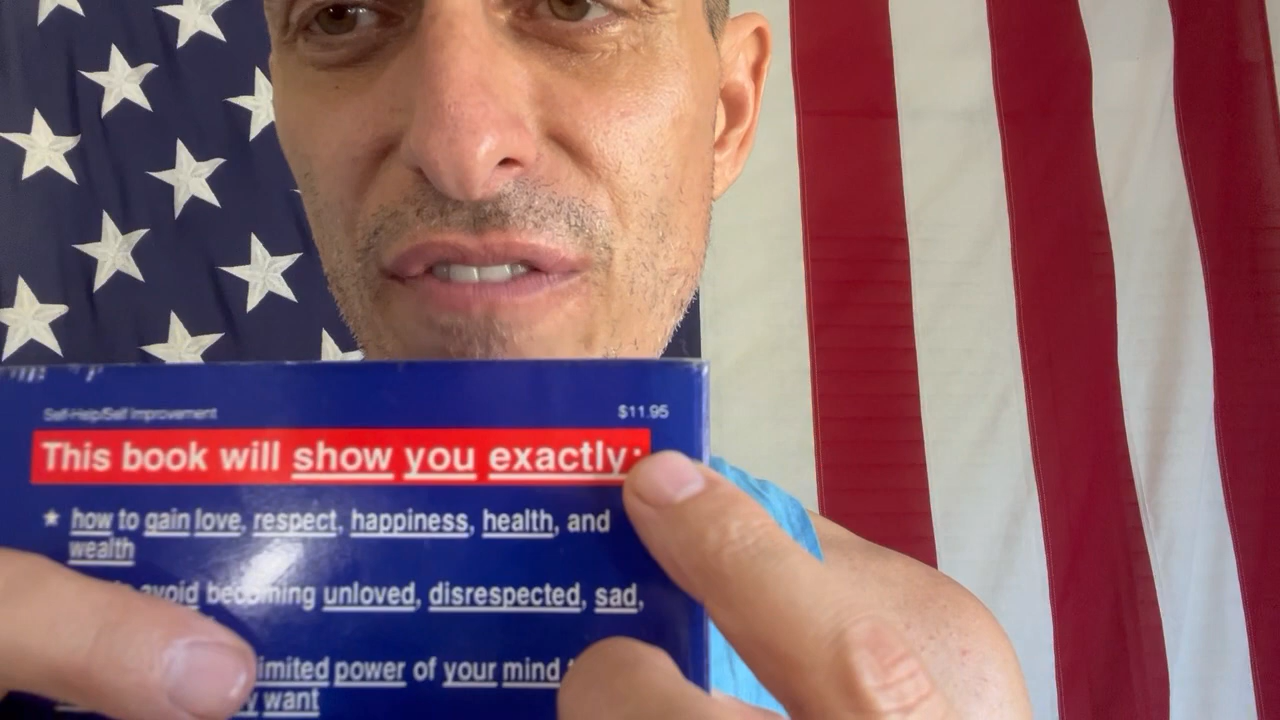 Self-Help/Self Improvement
$11.95
This book will show you exactly:
★ how to gain love, respect, happiness, health, and
wealth
avoid becoming unloved, disrespected, sad,
power of your mind
want